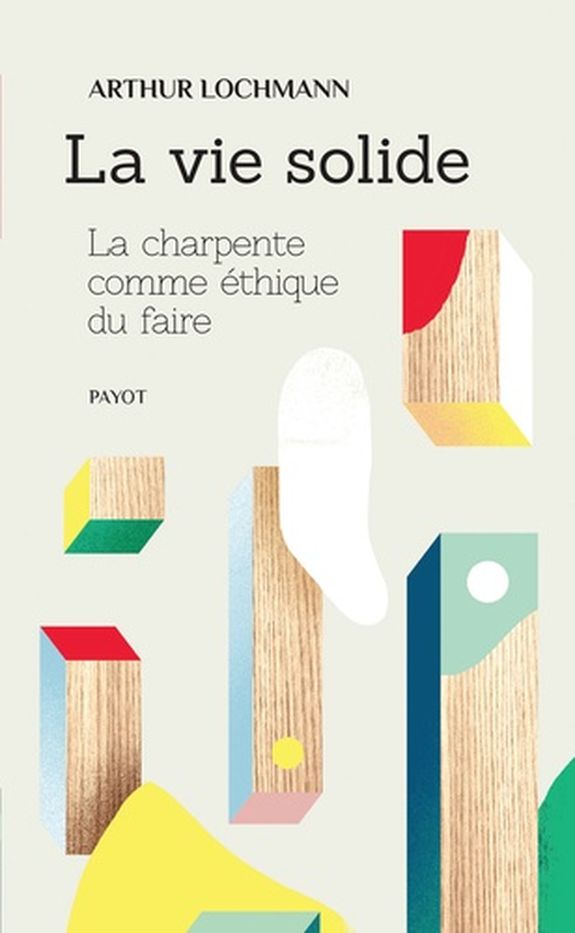 ARTHUR LOCHMANN
La vie solide
La charpente
comme éthique
du faire
PAYOT